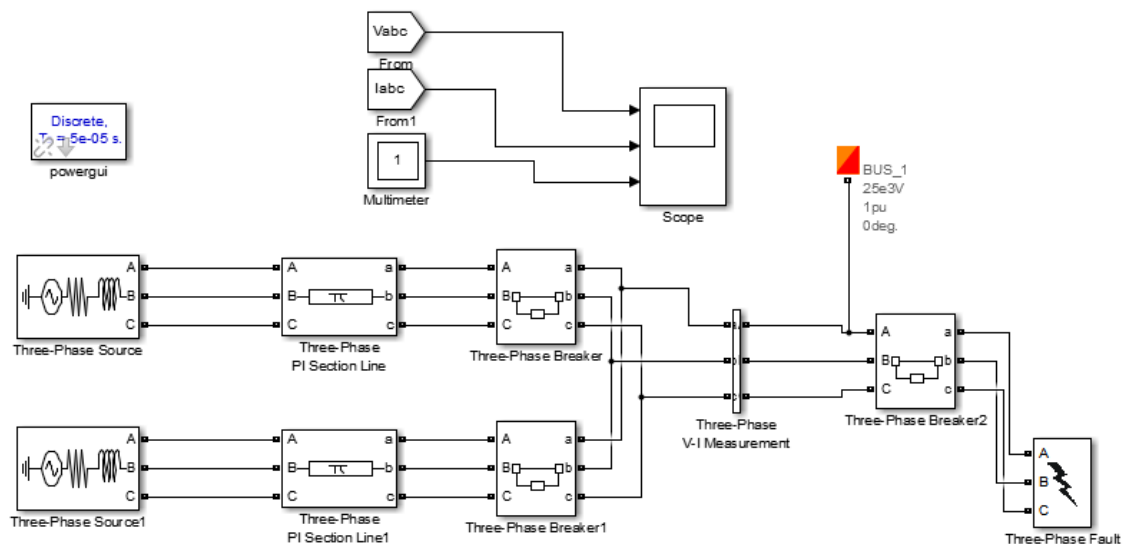 Vabc
From
Iabc
From1
1
Multimeter
Scope
Discrete,
5e-05 s.
powergui
BUS_1
25e3V
1pu
0deg.
A
B
C
Three-Phase Source
A
B
C
a
b
c
Three-Phase
PI Section Line
A
B
C
a
b
c
Three-Phase Breaker
a
b
c
Three-Phase
V-I Measurement
A
B
C
a
b
c
Three-Phase Breaker2
A
B
C
Three-Phase Source1
A
B
C
a
b
c
Three-Phase
PI Section Line1
A
B
C
a
b
c
Three-Phase Breaker1
A
B
C
Three-Phase Fault